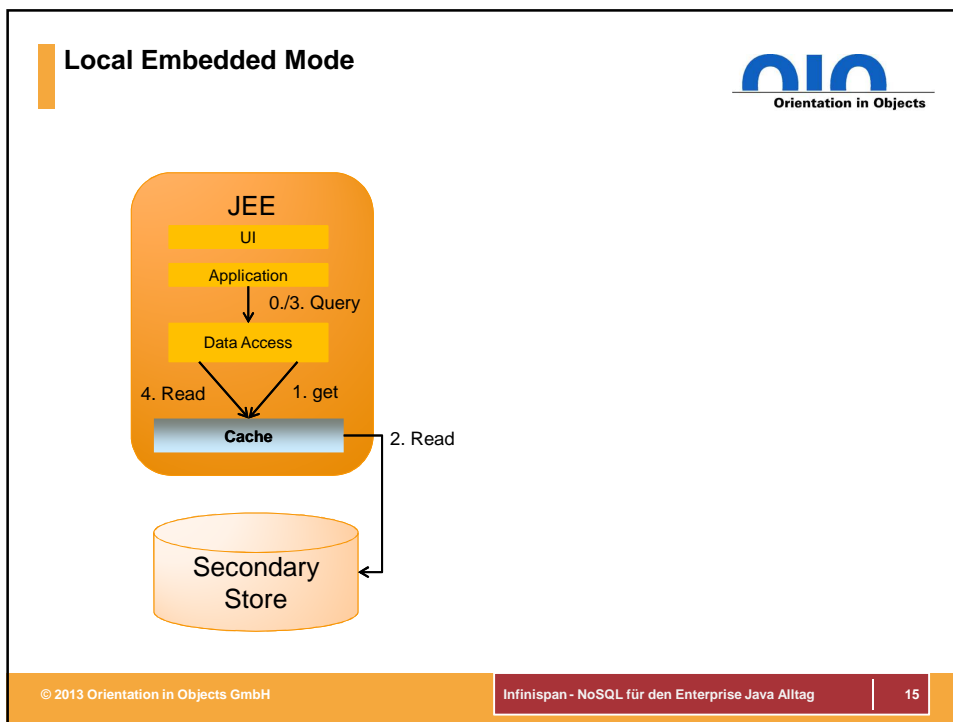 Local Embedded Mode
OIO
Orientation in Objects
JEE
UI
Application
0./3. Query
Data Access
4. Read
1. get
Cache
2. Read
Secondary
Store
© 2013 Orientation in Objects GmbH
Infinispan - NoSQL für den Enterprise Java Alltag
15